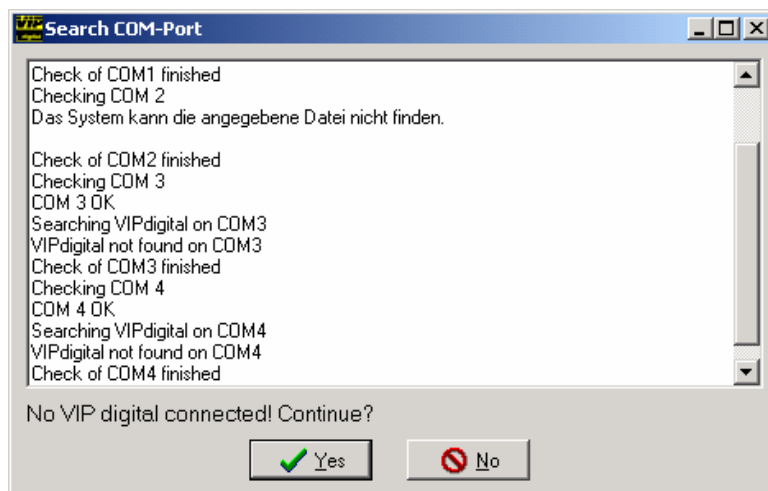 VIP
digital
Search COM-Port
Check of COM1 finished
Checking COM 2
Das System kann die angegebene Datei nicht finden.
Check of COM2 finished
Checking COM 3
COM 3 OK
Searching VIPdigital on COM3
VIPdigital not found on COM3
Check of COM3 finished
Checking COM 4
COM 4 OK
Searching VIPdigital on COM4
VIPdigital not found on COM4
Check of COM4 finished
No VIP digital connected! Continue?
Yes
No